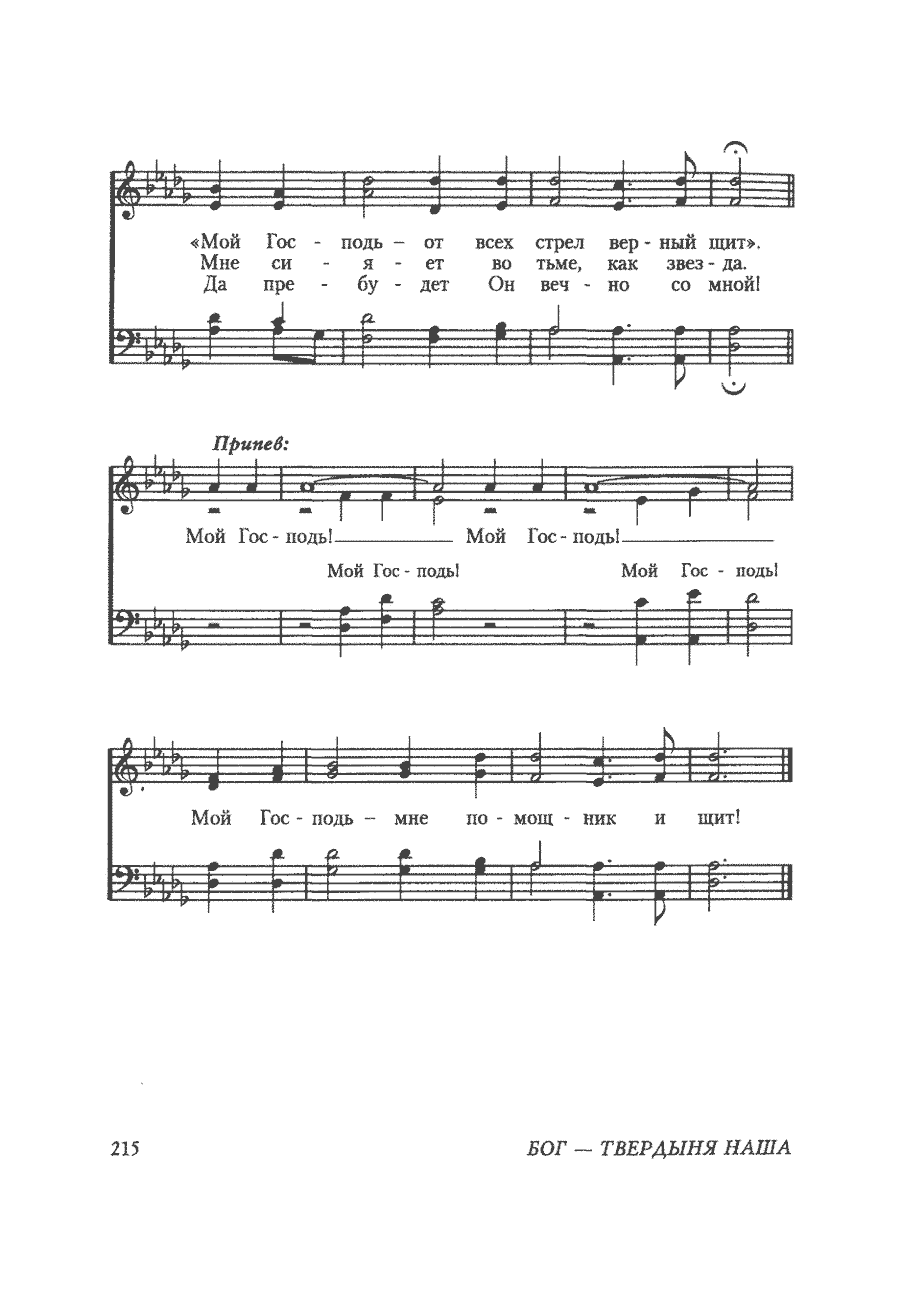 «Мой Гос - подь – от всех стрел вер - ный щит».
Мне си - я - ет во тьме, как звез - да.
Да пре - бу - дет Он веч - но со мной!
Припев:
Мой Гос - подь! Мой Гос - подь!
Мой Гос - подь! Мой Гос - подь!
Мой Гос - подь – мне по - мощ - ник и щит!
215 БОГ — ТВЕРДЫНЯ НАША